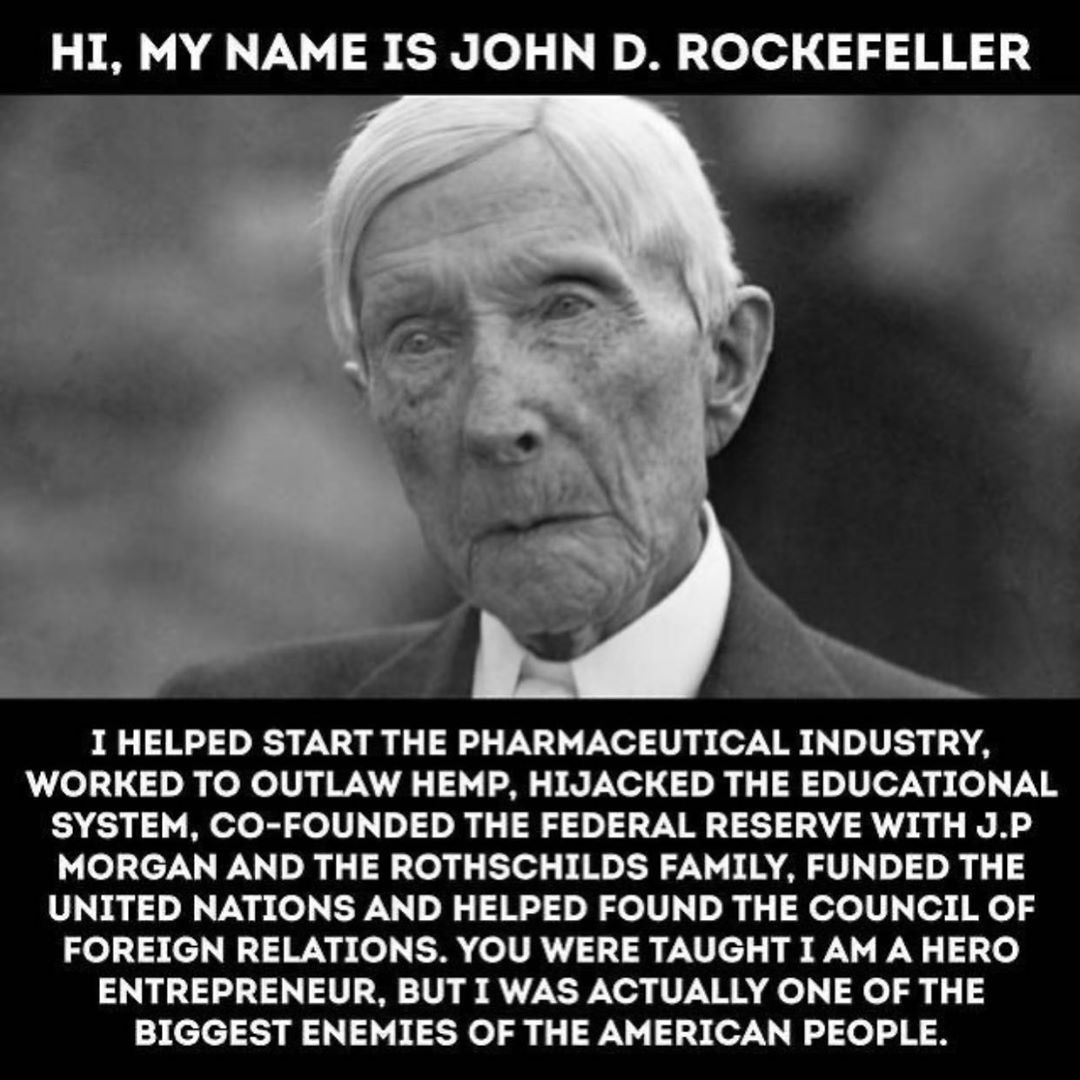 HI, MY NAME IS JOHN D. ROCKEFELLER
I HELPED START THE PHARMACEUTICAL INDUSTRY,
WORKED TO OUTLAW HEMP, HIJACKED THE EDUCATIONAL
SYSTEM, CO-FOUNDED THE FEDERAL RESERVE WITH J.P
MORGAN AND THE ROTHSCHILDS FAMILY, FUNDED THE
UNITED NATIONS AND HELPED FOUND THE COUNCIL OF
FOREIGN RELATIONS. YOU WERE TAUGHT I AM A HERO
ENTREPRENEUR, BUT I WAS ACTUALLY ONE OF THE
BIGGEST ENEMIES OF THE AMERICAN PEOPLE.